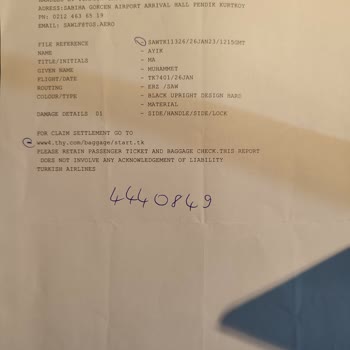 ADRESS:SABIHA GOKCEN AIRPORT ARRIVAL HALL PENDIK KURTKOY
PH: 0212 463 65 19
EMAIL: SAWLFETGS.AERO
FILE REFERENCE - SAWTK11326/26JAN23/1215GMT
NAME - AYIK
TITLE/INITIALS - MA
GIVEN NAME - MUHAMMET
FLIGHT/DATE - TK7401/26JAN
ROUTING - ERZ /SAW
COLOUR/TYPE - BLACK UPRIGHT DESIGN HARD
- MATERIAL
DAMAGE DETAILS 01 - SIDE/HANDLE/SIDE/LOCK
FOR CLAIM SETTLEMENT GO TO
www4.thy.com/baggage/start.tk
PLEASE RETAIN PASSENGER TICKET AND BAGGAGE CHECK.THIS REPORT
DOES NOT INVOLVE ANY ACKNOWLEDGEMENT OF LIABILITY
TURKISH AIRLINES
4440849